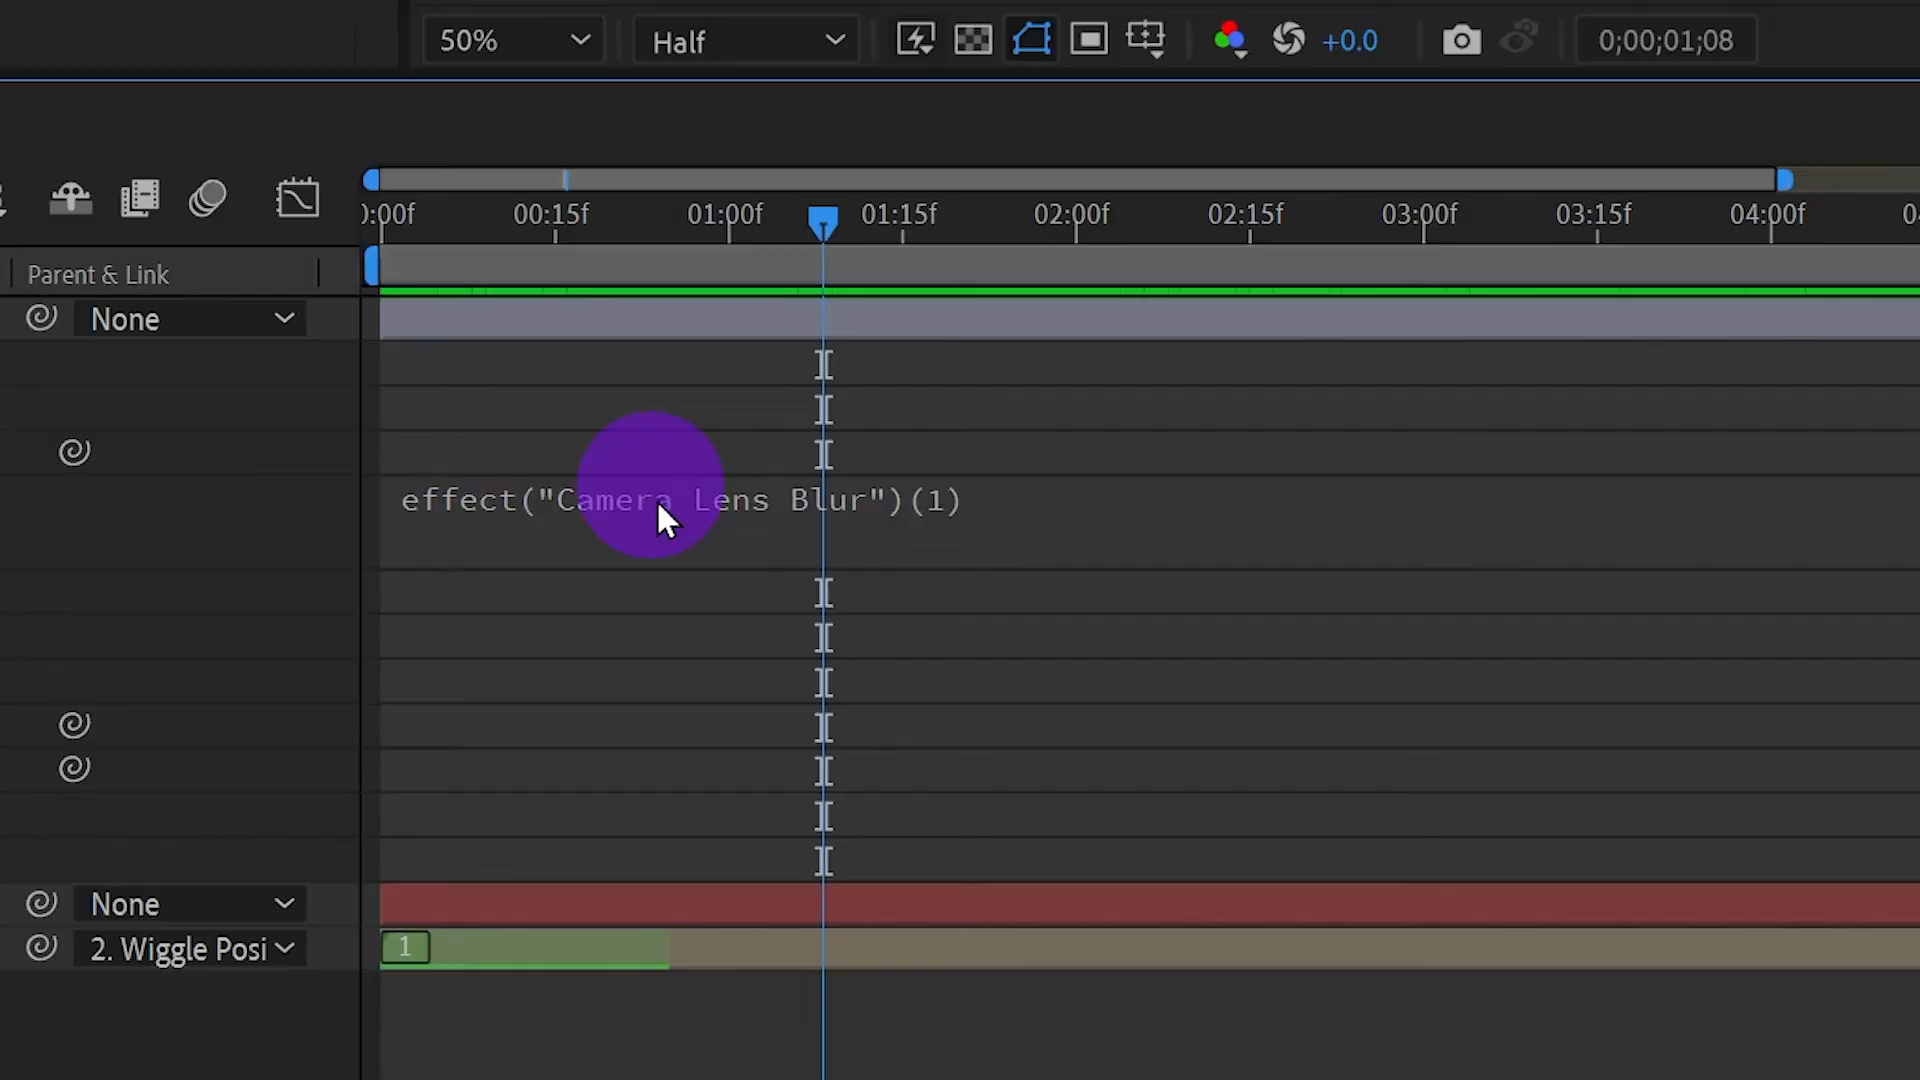 50% Half +0.0 0;00;01;08
0:00f 00:15f 01:00f 01:15f 02:00f 02:15f 03:00f 03:15f 04:00f
Parent & Link
None
effect("Camera Lens Blur")(1)
None
2. Wiggle Posi 1